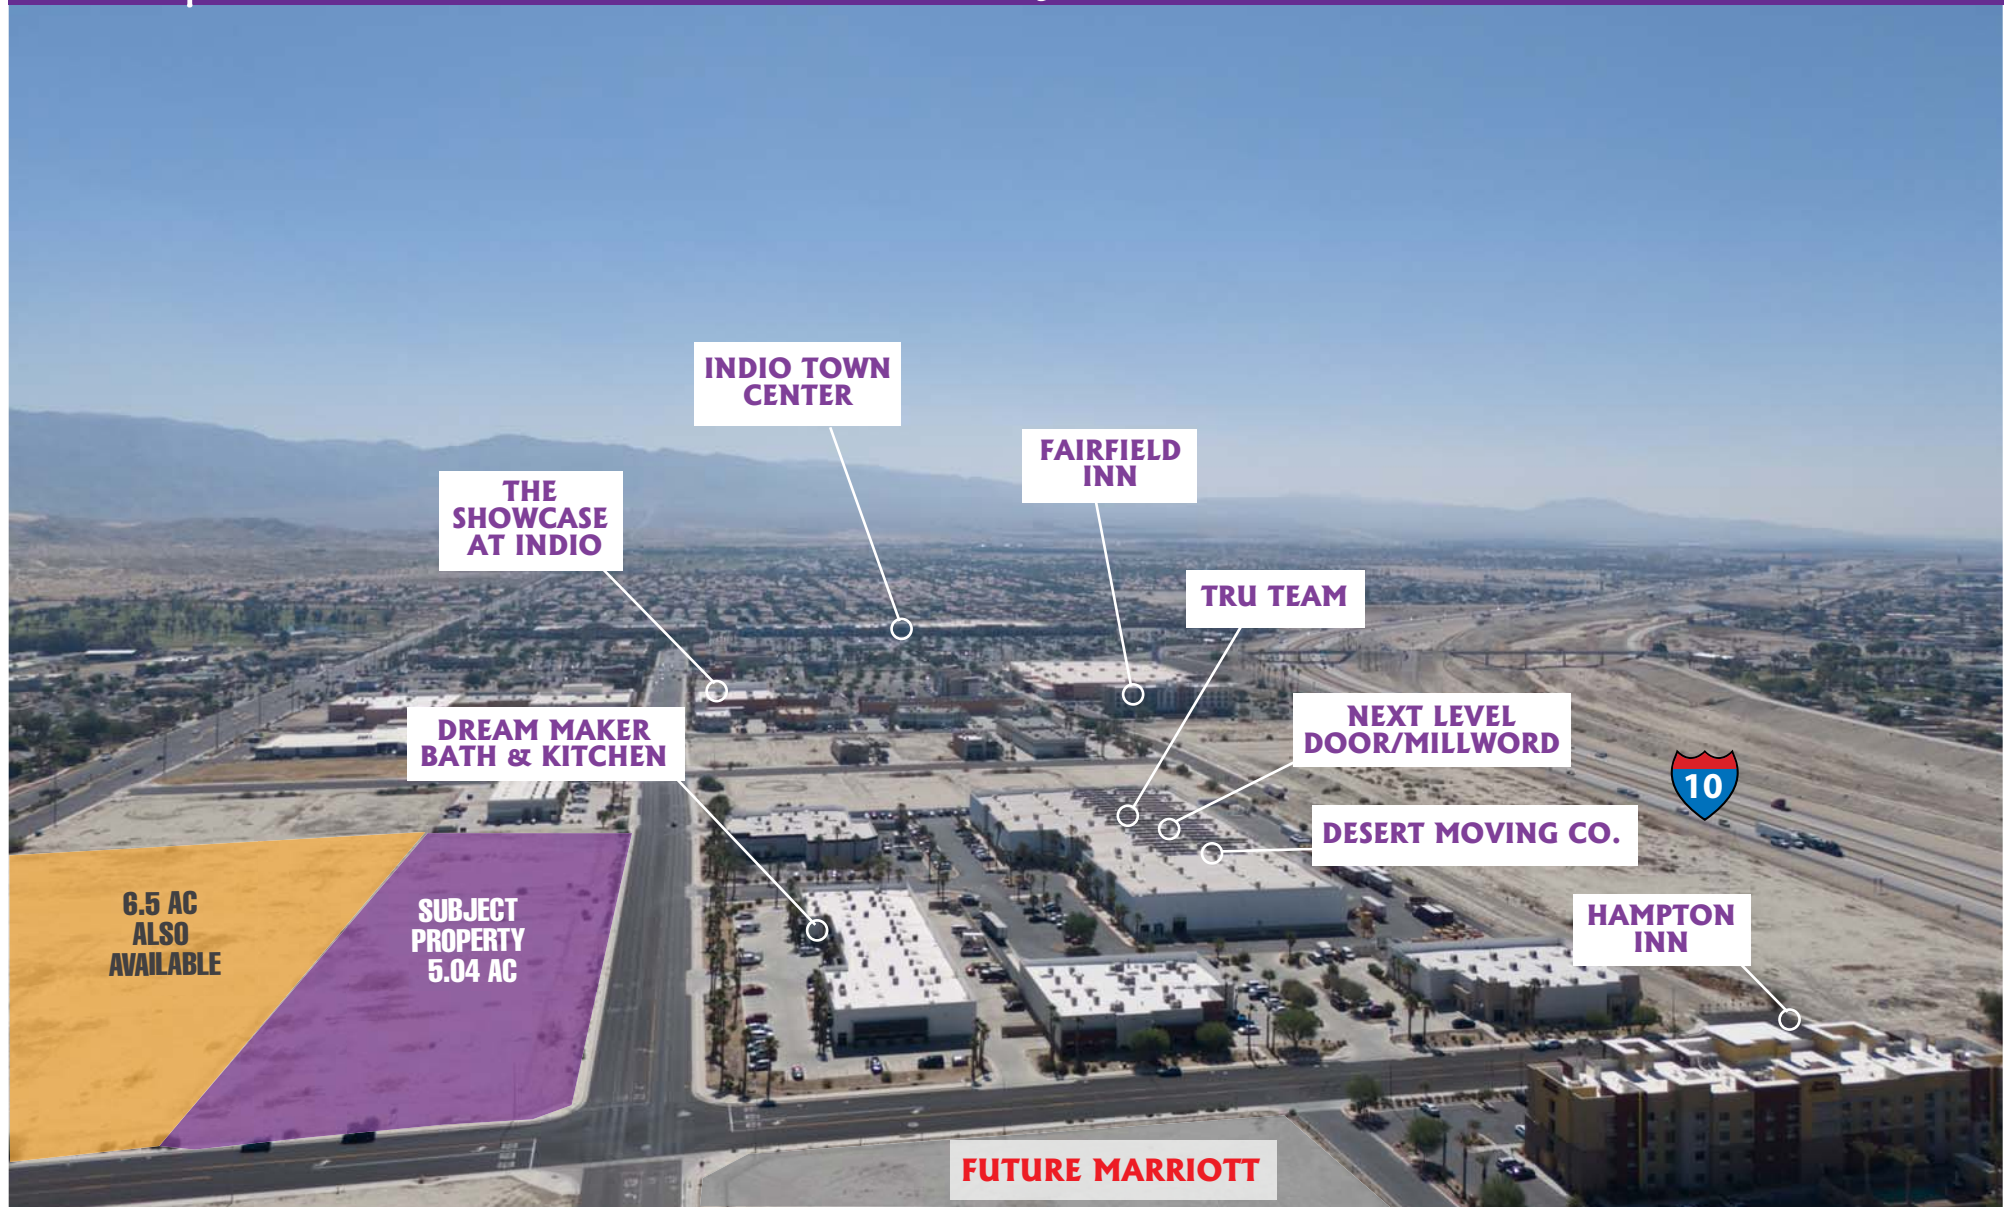 INDIO TOWN
CENTER
FAIRFIELD
INN
THE
SHOWCASE
AT INDIO
TRU TEAM
DREAM MAKER
BATH & KITCHEN
NEXT LEVEL
DOOR/MILLWORD
10
DESERT MOVING CO.
6.5 AC
ALSO
AVAILABLE
SUBJECT
PROPERTY
5.04 AC
HAMPTON
INN
FUTURE MARRIOTT